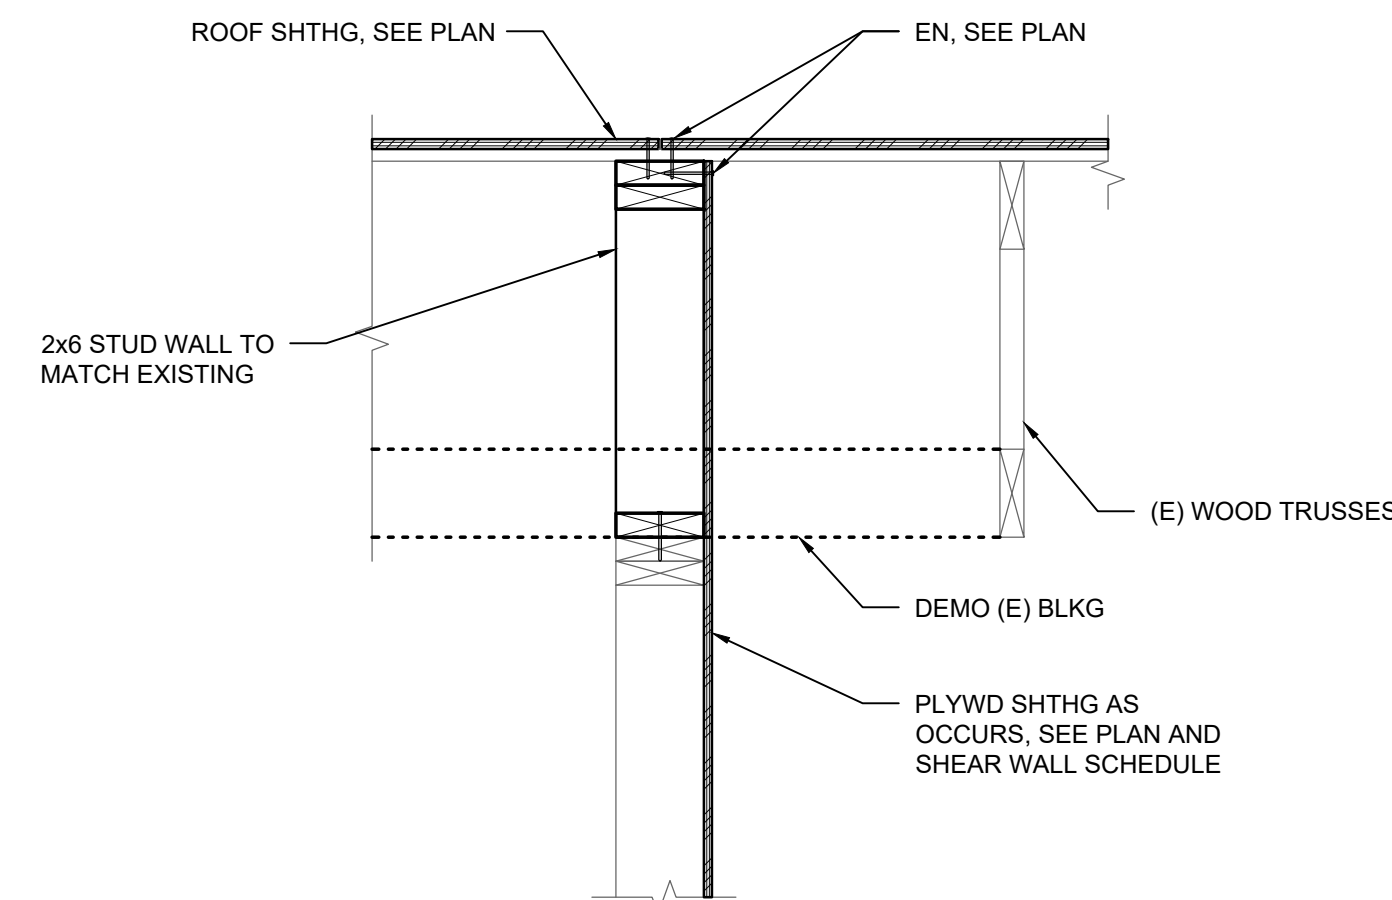 ROOF SHTHG, SEE PLAN
EN, SEE PLAN
2x6 STUD WALL TO
MATCH EXISTING
(E) WOOD TRUSSES
DEMO (E) BLKG
PLYWD SHTHG AS
OCCURS, SEE PLAN AND
SHEAR WALL SCHEDULE